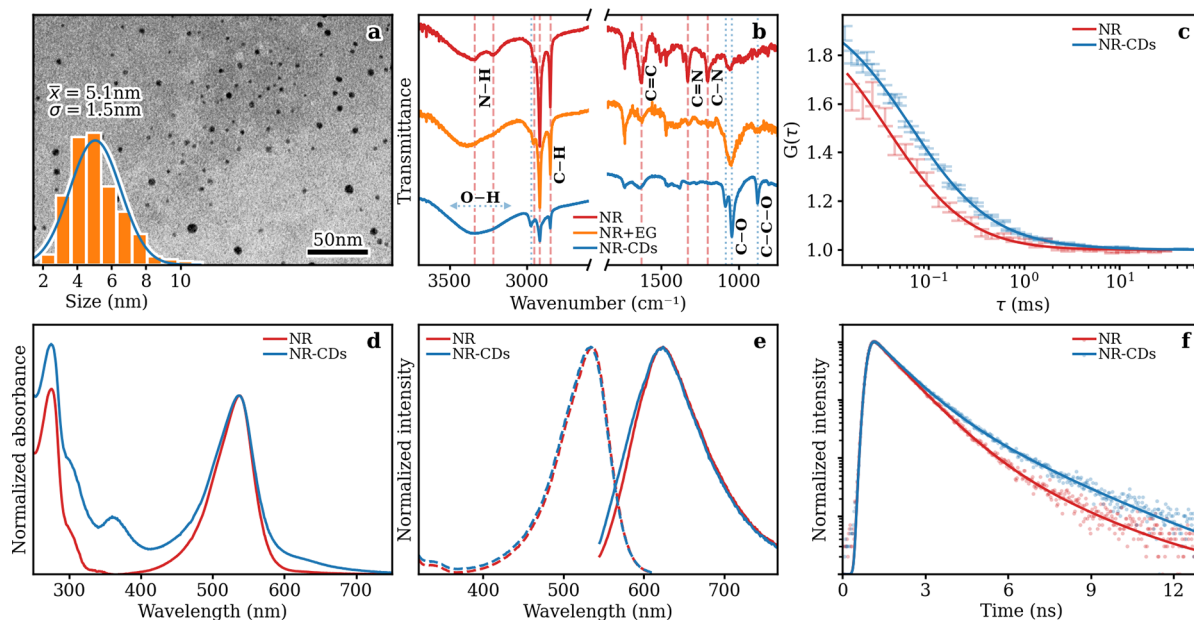 a
x̄ = 5.1nm
σ = 1.5nm
50nm
2 4 6 8 10
Size (nm)
b
Transmittance
N−H
O−H
C−H
C=C
C=N
C−N
C−O
C−C−O
NR
NR+EG
NR-CDs
3500 3000 1500 1000
Wavenumber (cm⁻¹)
c
NR
NR-CDs
G(τ)
1.8
1.6
1.4
1.2
1.0
10⁻¹ 10⁰ 10¹
τ (ms)
d
NR
NR-CDs
Normalized absorbance
300 400 500 600 700
Wavelength (nm)
e
NR
NR-CDs
Normalized intensity
400 500 600 700
Wavelength (nm)
f
NR
NR-CDs
Normalized intensity
0 3 6 9 12
Time (ns)